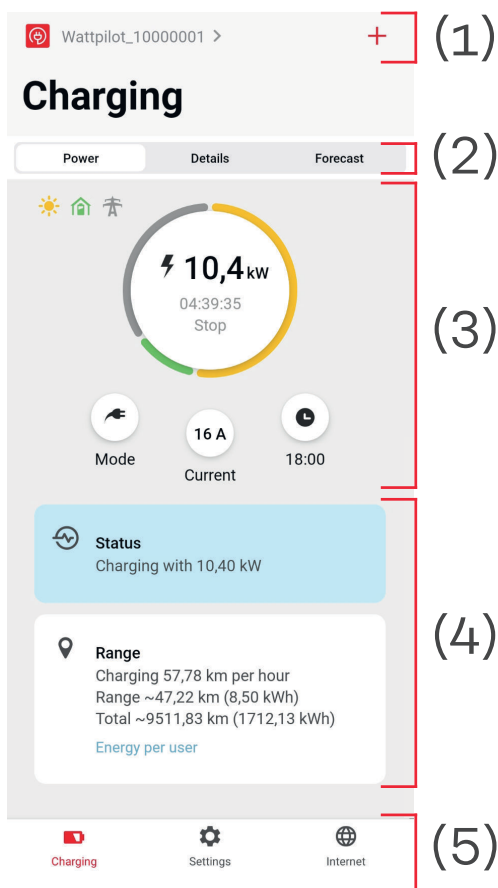 Wattpilot_10000001 > + (1)
Charging
Power Details Forecast (2)
10,4 kW
04:39:35
Stop
(3)
16 A
Mode Current 18:00
Status
Charging with 10,40 kW
Range
Charging 57,78 km per hour
Range ~47,22 km (8,50 kWh)
Total ~9511,83 km (1712,13 kWh)
Energy per user
(4)
Charging Settings Internet (5)